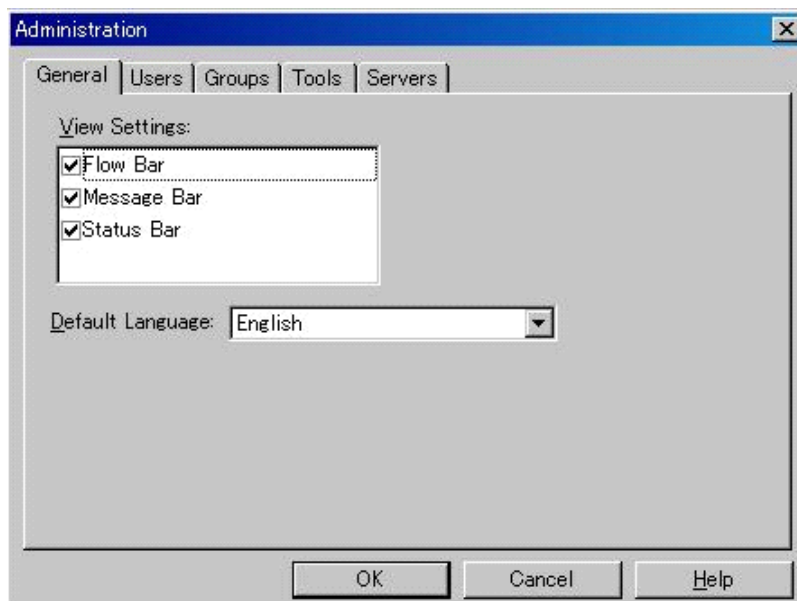 Administration
General Users Groups Tools Servers
View Settings:
Flow Bar
Message Bar
Status Bar
Default Language: English
OK Cancel Help